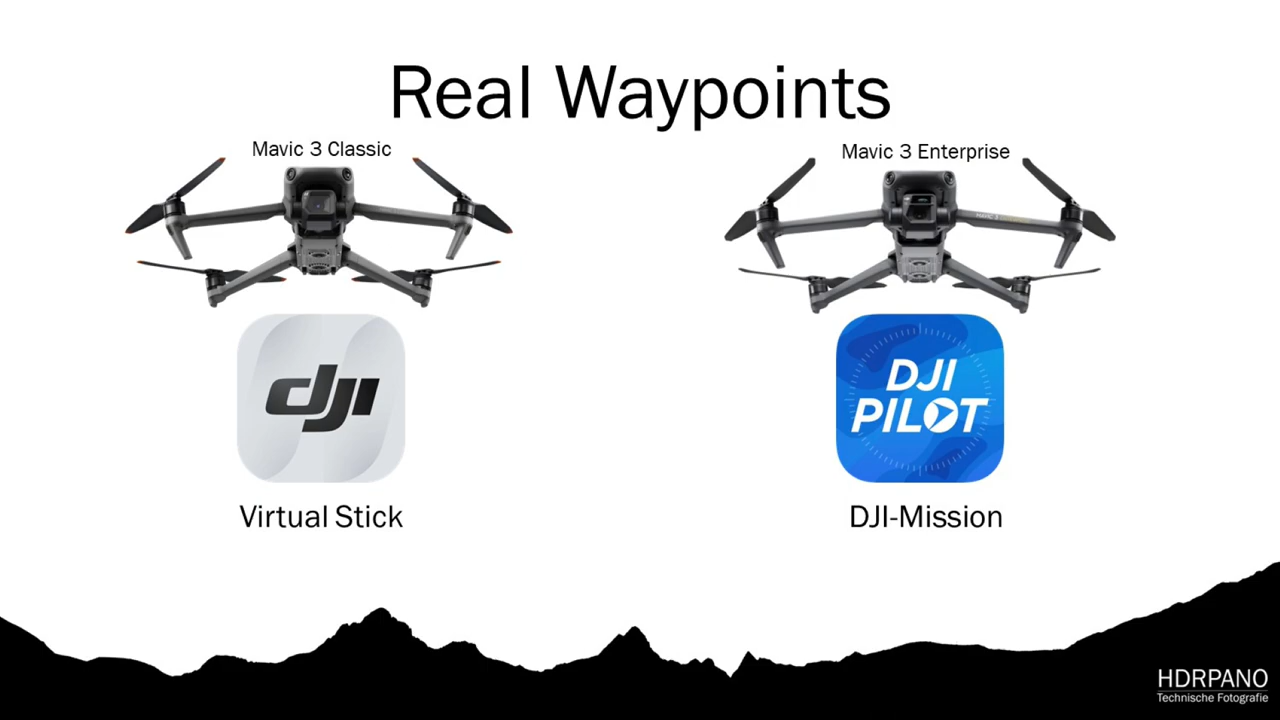 Real Waypoints
Mavic 3 Classic
Mavic 3 Enterprise
dji
DJI
PILOT
Virtual Stick
DJI-Mission
HDRPANO
Technische Fotografie